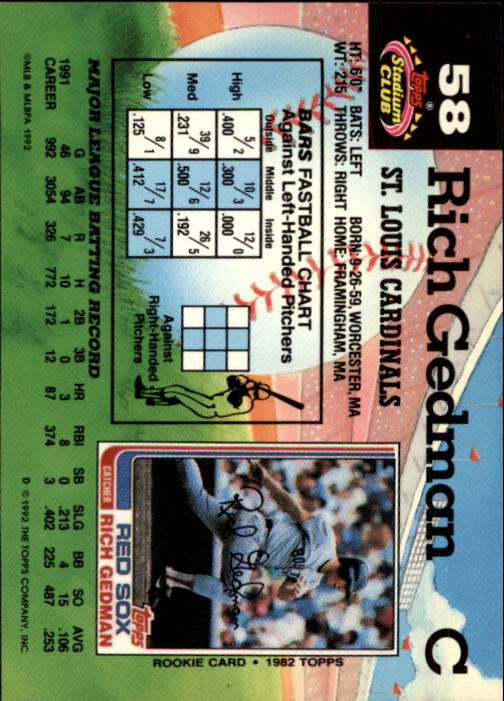 58
Rich Gedman
C
Topps®
Stadium
CLUB
ST. LOUIS CARDINALS
HT: 6'0" BATS: LEFT BORN: 9-26-59, WORCESTER, MA
WT: 215 THROWS: RIGHT HOME: FRAMINGHAM, MA
BARS FASTBALL CHART
Against Left-Handed Pitchers
Outside Middle Inside
High 5/2 .400 10/3 .300 12/0 .000
Med 39/9 .231 12/6 .500 26/5 .192
Low 8/1 .125 17/7 .412 7/3 .429
Against
Right-Handed
Pitchers
Topps
RED SOX
CATCHER RICH GEDMAN
Rich Gedman
BOS
ROOKIE CARD • 1982 TOPPS
MAJOR LEAGUE BATTING RECORD
G AB R H 2B 3B HR RBI SB SLG BB SO AVG
1991 46 94 7 10 1 0 3 8 0 .213 4 15 .106
CAREER 992 3054 326 772 172 12 87 374 3 .402 225 487 .253
©MLB & MLBPA 1992
D © 1992 THE TOPPS COMPANY, INC.